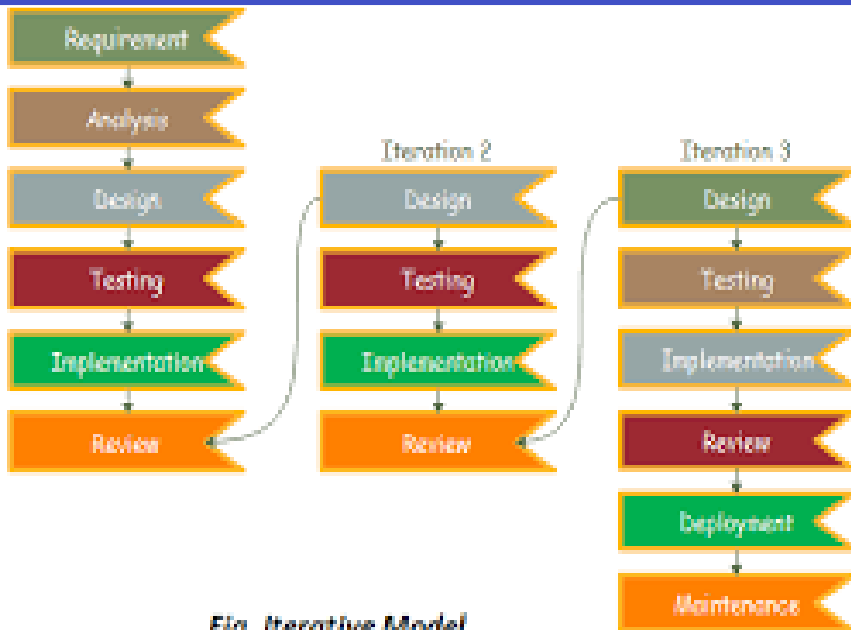 Requirement
Analysis
Design
Testing
Implementation
Review
Iteration 2
Design
Testing
Implementation
Review
Iteration 3
Design
Testing
Implementation
Review
Deployment
Maintenance
Fig. Iterative Model